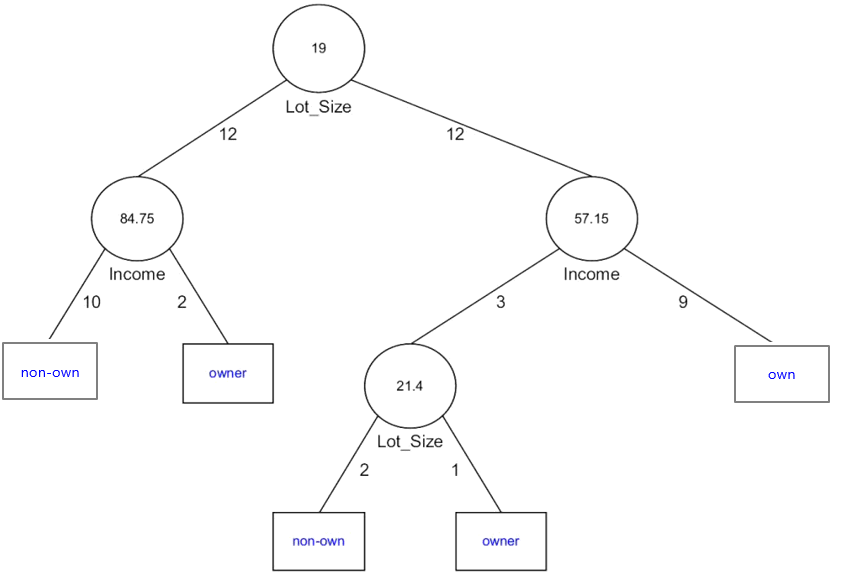 19
Lot_Size
12
12
84.75
57.15
Income
Income
10
2
3
9
non-own
owner
own
21.4
Lot_Size
2
1
non-own
owner